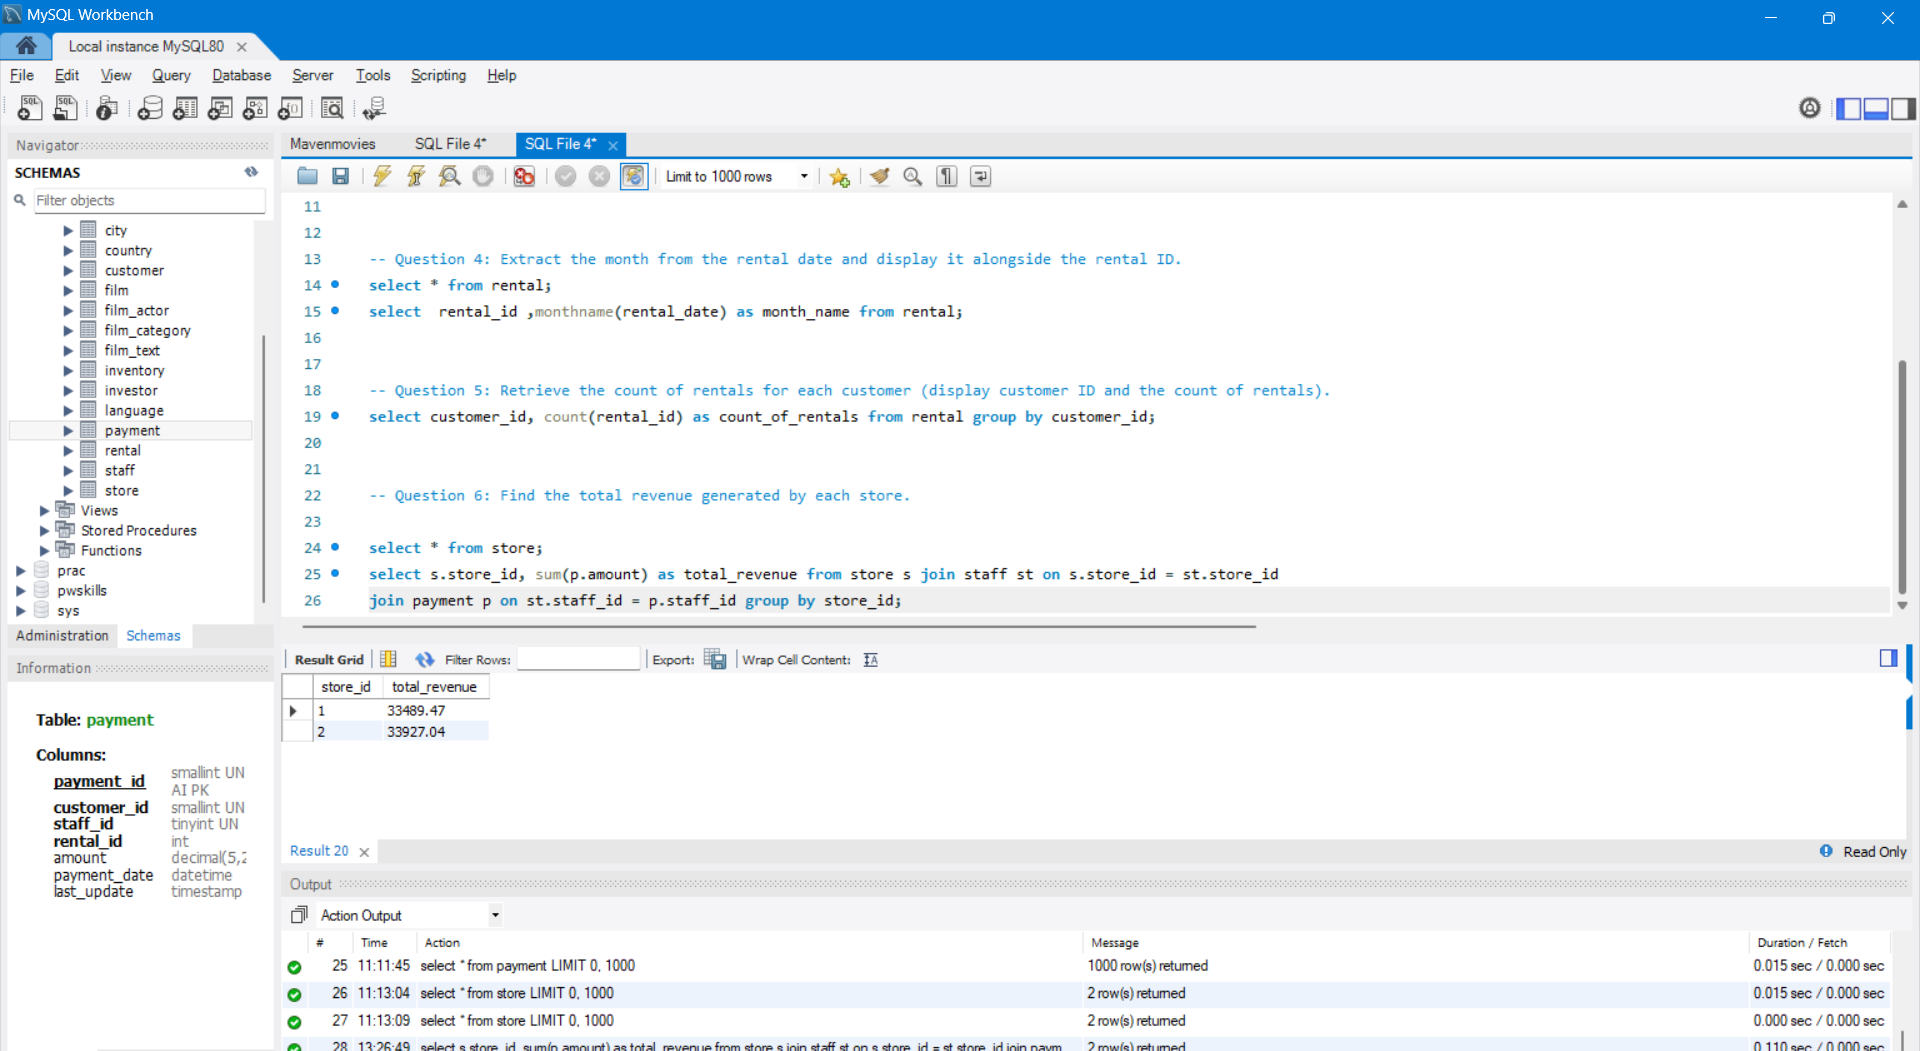 MySQL Workbench
Local instance MySQL80
File Edit View Query Database Server Tools Scripting Help
Navigator
SCHEMAS
Filter objects
city
country
customer
film
film_actor
film_category
film_text
inventory
investor
language
payment
rental
staff
store
Views
Stored Procedures
Functions
prac
pwskills
sys
Administration Schemas
Information
Table: payment
Columns:
payment_id smallint UN AI PK
customer_id smallint UN
staff_id tinyint UN
rental_id int
amount decimal(5,2
payment_date datetime
last_update timestamp
Mavenmovies SQL File 4* SQL File 4*
Limit to 1000 rows
11
12
13 -- Question 4: Extract the month from the rental date and display it alongside the rental ID.
14 select * from rental;
15 select rental_id ,monthname(rental_date) as month_name from rental;
16
17
18 -- Question 5: Retrieve the count of rentals for each customer (display customer ID and the count of rentals).
19 select customer_id, count(rental_id) as count_of_rentals from rental group by customer_id;
20
21
22 -- Question 6: Find the total revenue generated by each store.
23
24 select * from store;
25 select s.store_id, sum(p.amount) as total_revenue from store s join staff st on s.store_id = st.store_id
26 join payment p on st.staff_id = p.staff_id group by store_id;
Result Grid Filter Rows: Export: Wrap Cell Content:
store_id total_revenue
1 33489.47
2 33927.04
Result 20 Read Only
Output
Action Output
# Time Action Message Duration / Fetch
25 11:11:45 select * from payment LIMIT 0, 1000 1000 row(s) returned 0.015 sec / 0.000 sec
26 11:13:04 select * from store LIMIT 0, 1000 2 row(s) returned 0.015 sec / 0.000 sec
27 11:13:09 select * from store LIMIT 0, 1000 2 row(s) returned 0.000 sec / 0.000 sec
28 13:26:49 select s.store_id, sum(p.amount) as total_revenue from store s join staff st on s.store_id = st.store_id join paym... 2 row(s) returned 0.110 sec / 0.000 sec